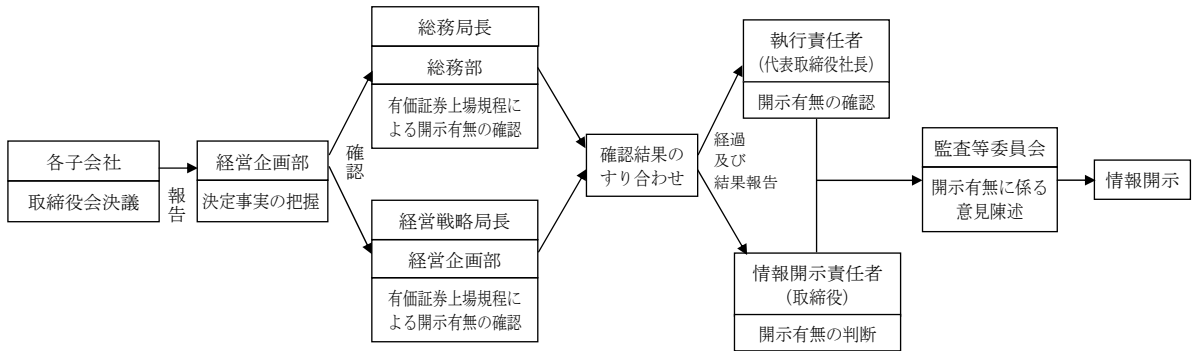 各子会社
取締役会決議
報告
経営企画部
決定事実の把握
確認
総務局長
総務部
有価証券上場規程に
よる開示有無の確認
経営戦略局長
経営企画部
有価証券上場規程に
よる開示有無の確認
確認結果の
すり合わせ
経過
及び
結果報告
執行責任者
(代表取締役社長)
開示有無の確認
情報開示責任者
(取締役)
開示有無の判断
監査等委員会
開示有無に係る
意見陳述
情報開示